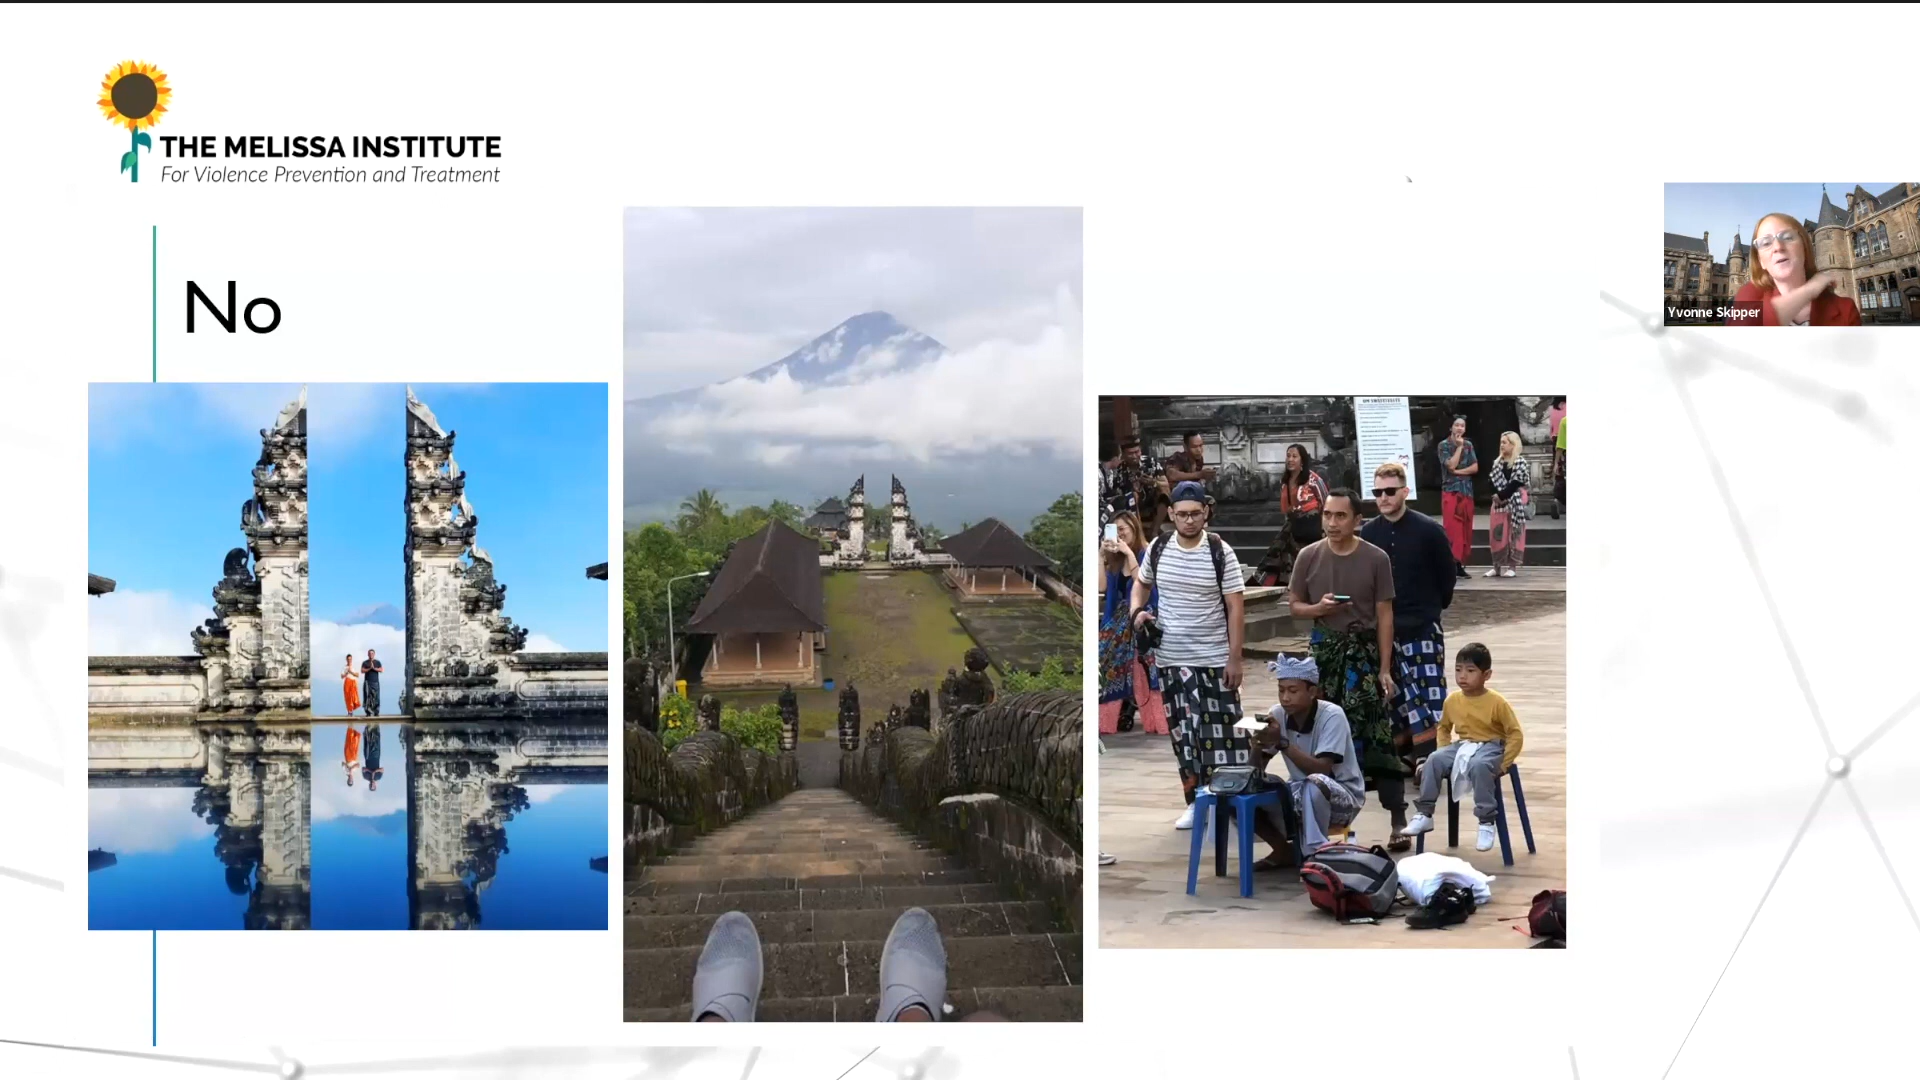 THE MELISSA INSTITUTE
For Violence Prevention and Treatment
No
Yvonne Skipper